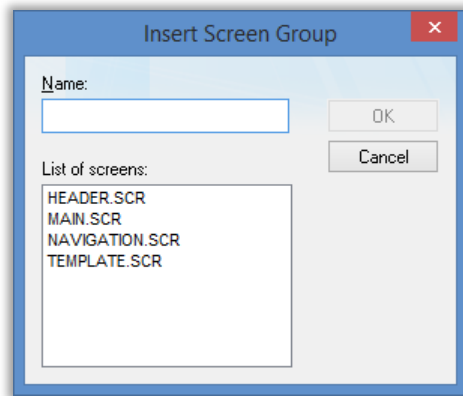 Insert Screen Group
Name:
OK
Cancel
List of screens:
HEADER.SCR
MAIN.SCR
NAVIGATION.SCR
TEMPLATE.SCR